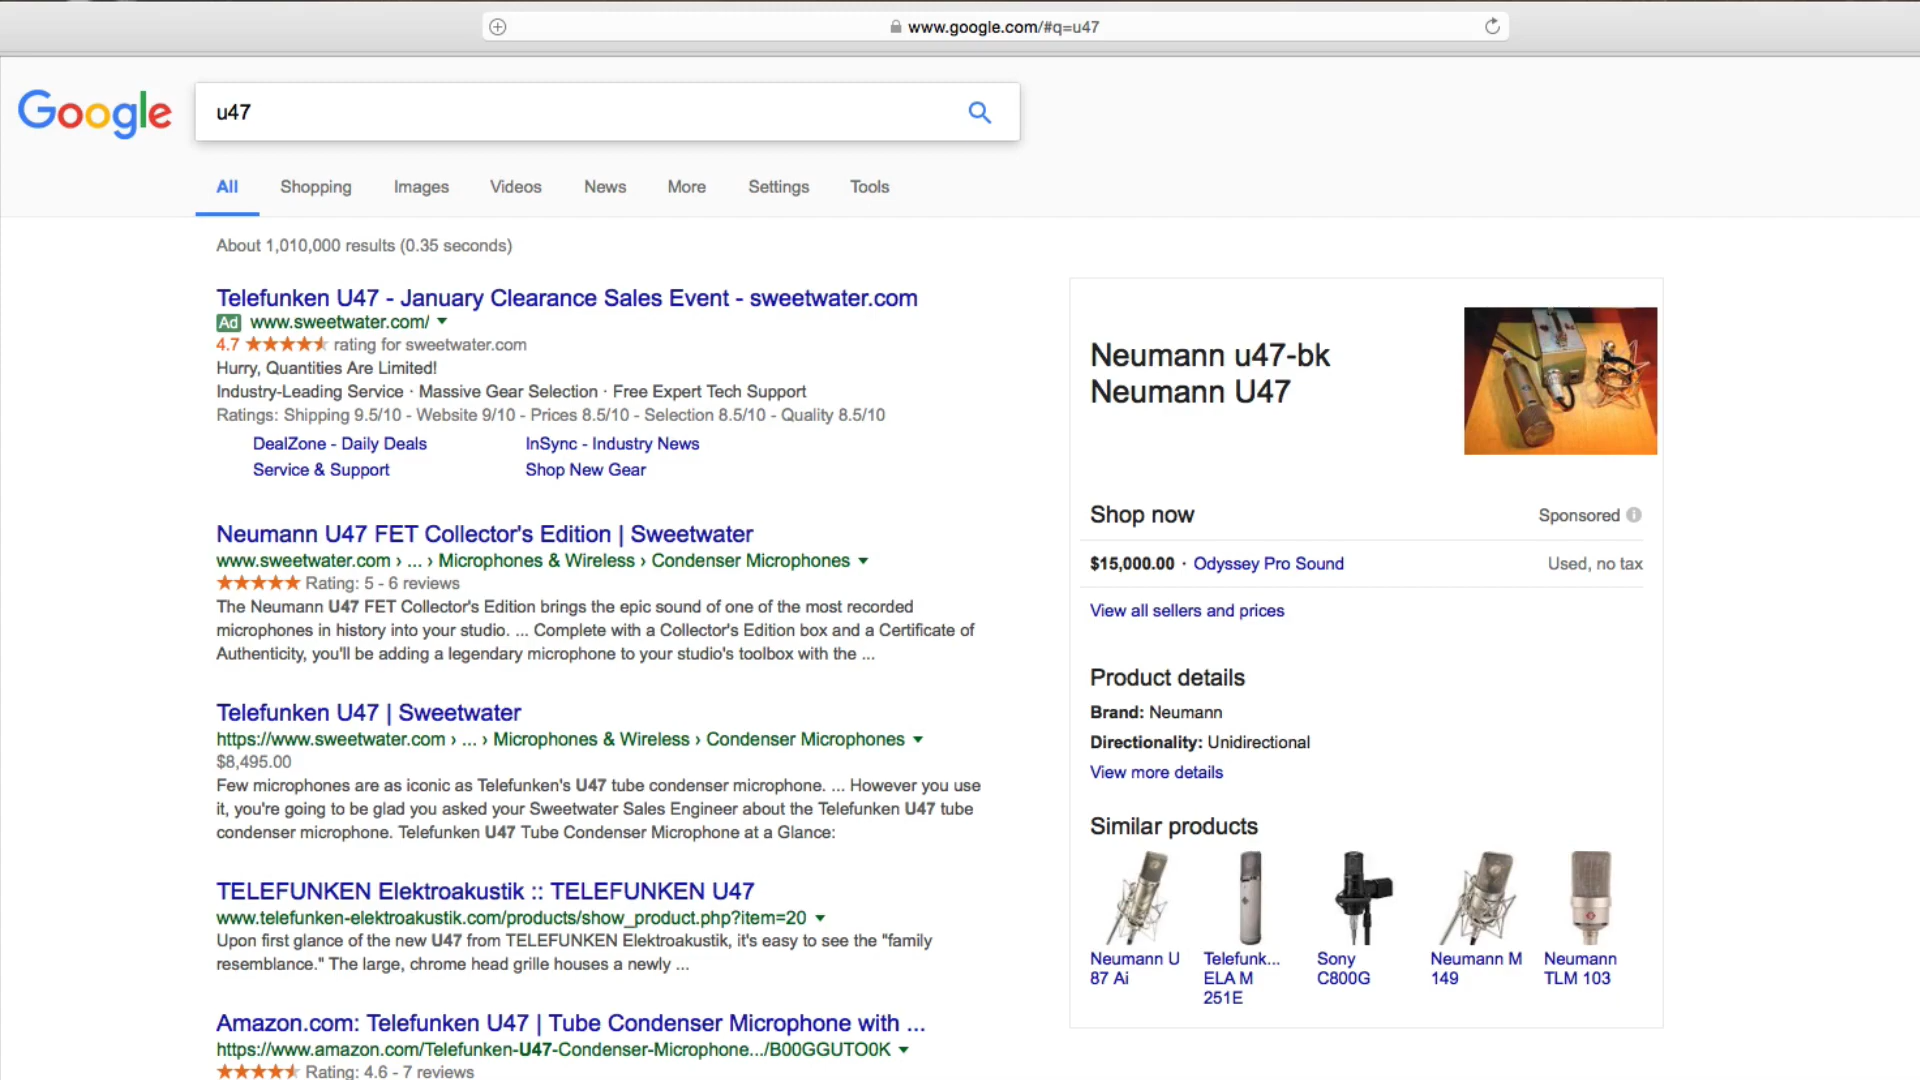 www.google.com/#q=u47
Google
u47
All Shopping Images Videos News More Settings Tools
About 1,010,000 results (0.35 seconds)
Telefunken U47 - January Clearance Sales Event - sweetwater.com
Ad www.sweetwater.com/
4.7 rating for sweetwater.com
Hurry, Quantities Are Limited!
Industry-Leading Service · Massive Gear Selection · Free Expert Tech Support
Ratings: Shipping 9.5/10 - Website 9/10 - Prices 8.5/10 - Selection 8.5/10 - Quality 8.5/10
DealZone - Daily Deals InSync - Industry News
Service & Support Shop New Gear
Neumann U47 FET Collector's Edition | Sweetwater
www.sweetwater.com › ... › Microphones & Wireless › Condenser Microphones
Rating: 5 - 6 reviews
The Neumann U47 FET Collector's Edition brings the epic sound of one of the most recorded
microphones in history into your studio. ... Complete with a Collector's Edition box and a Certificate of
Authenticity, you'll be adding a legendary microphone to your studio's toolbox with the ...
Telefunken U47 | Sweetwater
https://www.sweetwater.com › ... › Microphones & Wireless › Condenser Microphones
$8,495.00
Few microphones are as iconic as Telefunken's U47 tube condenser microphone. ... However you use
it, you're going to be glad you asked your Sweetwater Sales Engineer about the Telefunken U47 tube
condenser microphone. Telefunken U47 Tube Condenser Microphone at a Glance:
TELEFUNKEN Elektroakustik :: TELEFUNKEN U47
www.telefunken-elektroakustik.com/products/show_product.php?item=20
Upon first glance of the new U47 from TELEFUNKEN Elektroakustik, it's easy to see the "family
resemblance." The large, chrome head grille houses a newly ...
Amazon.com: Telefunken U47 | Tube Condenser Microphone with ...
https://www.amazon.com/Telefunken-U47-Condenser-Microphone.../B00GGUTO0K
Rating: 4.6 - 7 reviews
Neumann u47-bk
Neumann U47
Shop now Sponsored
$15,000.00 · Odyssey Pro Sound Used, no tax
View all sellers and prices
Product details
Brand: Neumann
Directionality: Unidirectional
View more details
Similar products
Neumann U Telefunk... Sony Neumann M Neumann
87 Ai ELA M C800G 149 TLM 103
251E